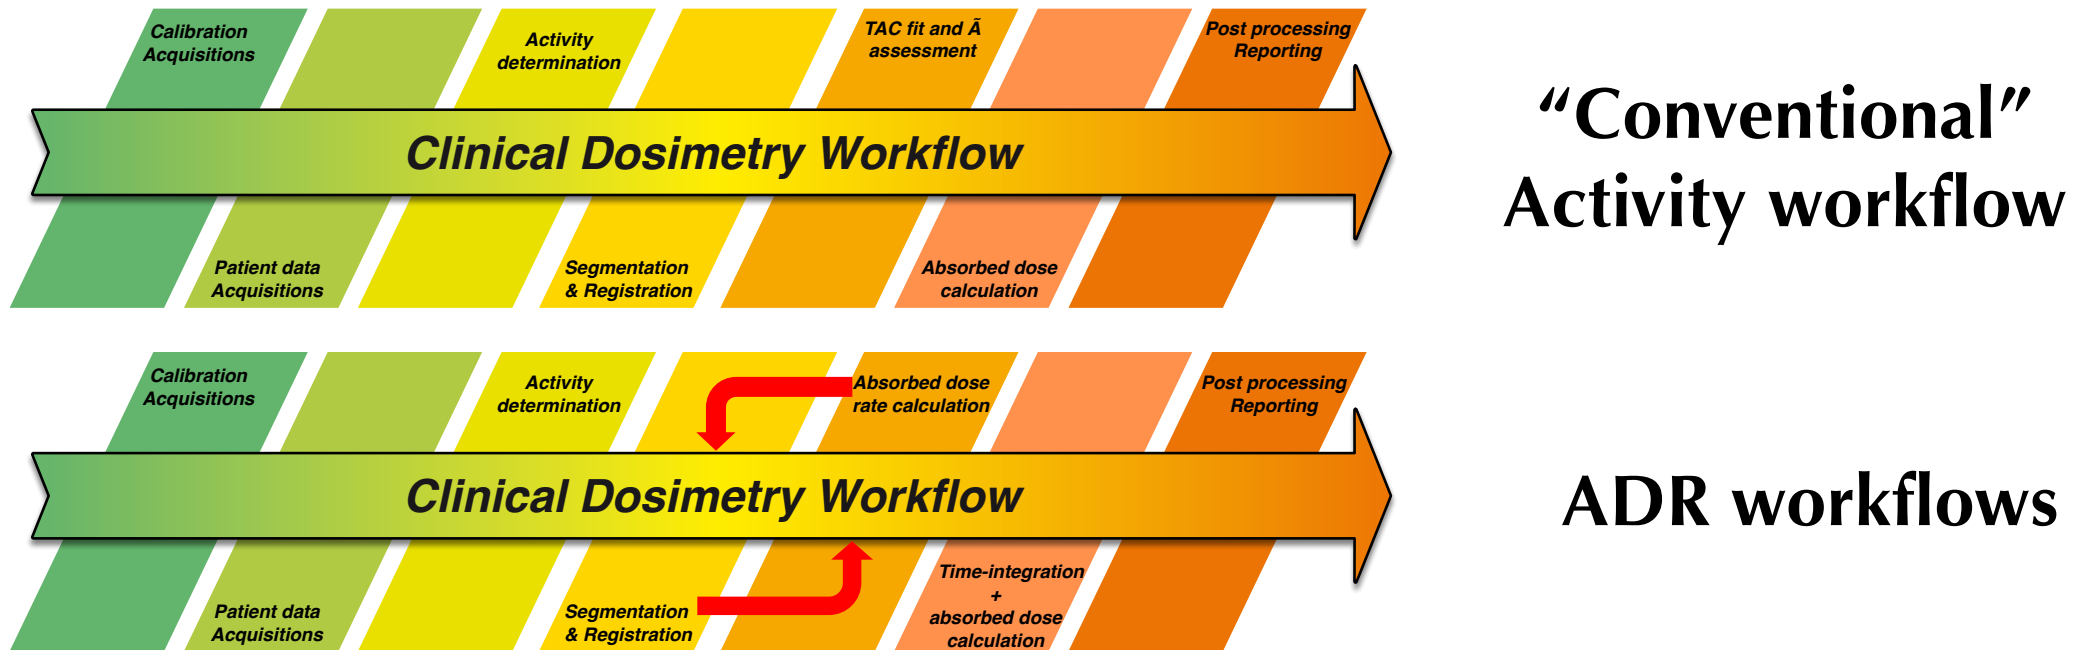 Calibration
Acquisitions
Activity
determination
TAC fit and Ã
assessment
Post processing
Reporting
Clinical Dosimetry Workflow
Patient data
Acquisitions
Segmentation
& Registration
Absorbed dose
calculation
“Conventional”
Activity workflow
Calibration
Acquisitions
Activity
determination
Absorbed dose
rate calculation
Post processing
Reporting
Clinical Dosimetry Workflow
Patient data
Acquisitions
Segmentation
& Registration
Time-integration
+
absorbed dose
calculation
ADR workflows